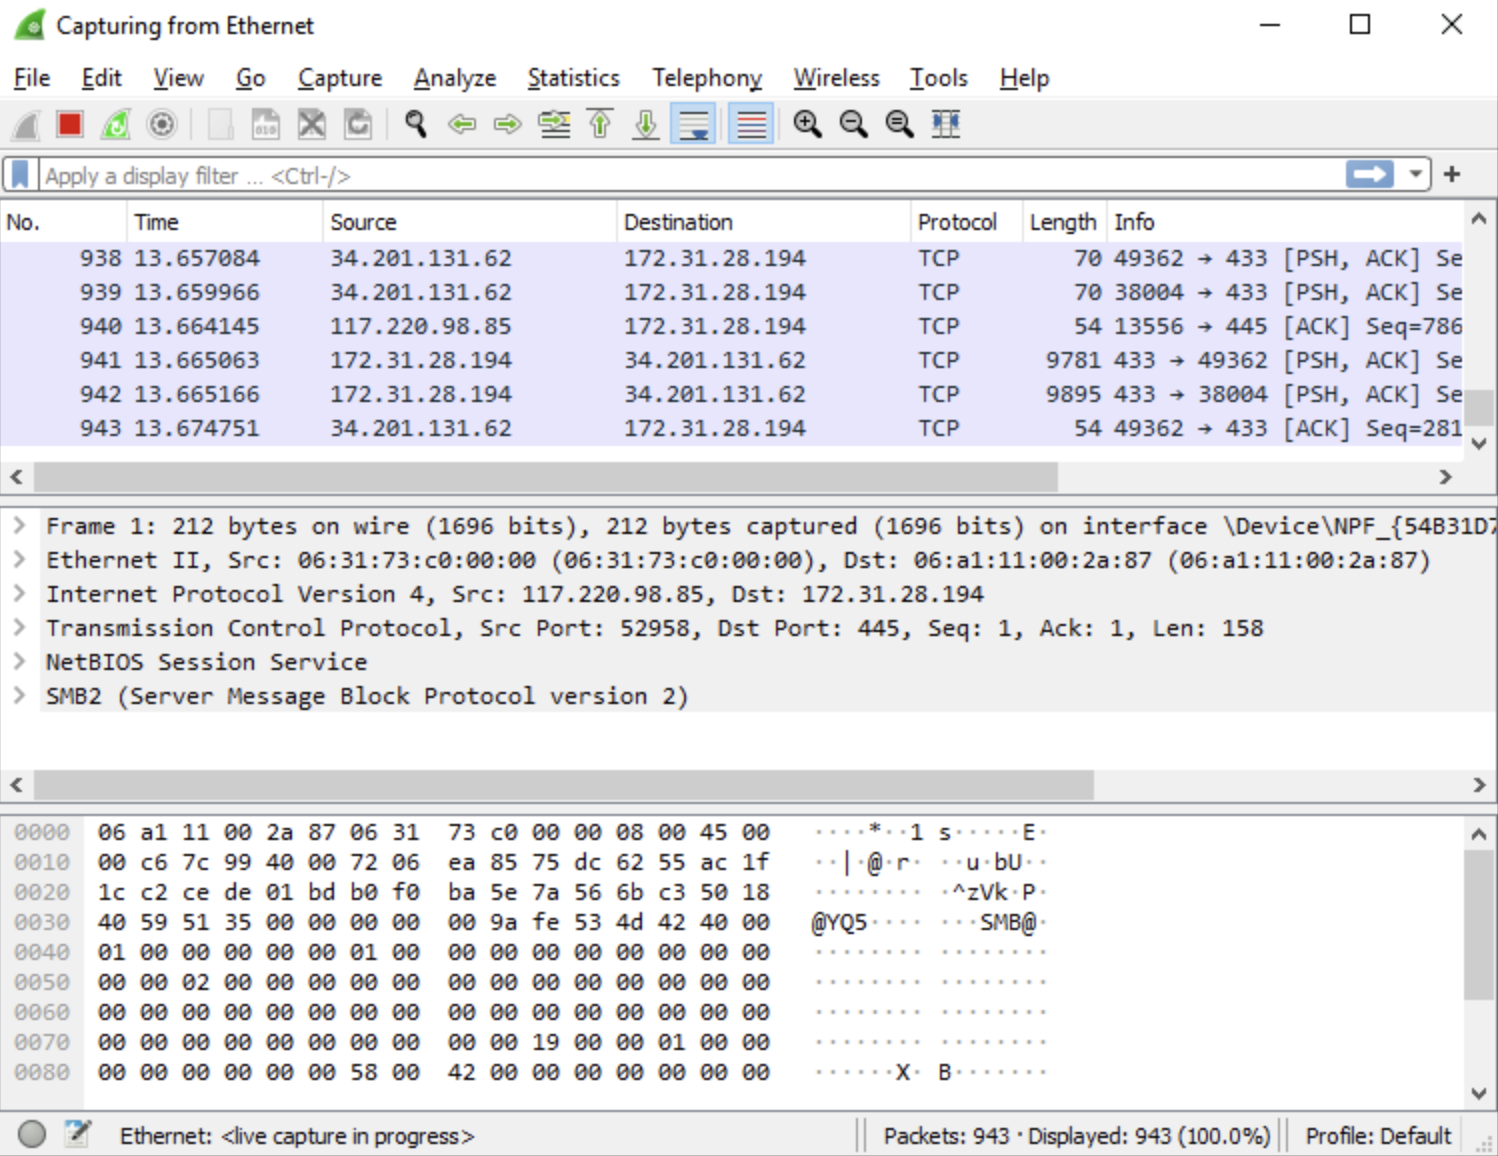 Capturing from Ethernet
File Edit View Go Capture Analyze Statistics Telephony Wireless Tools Help
Apply a display filter ... <Ctrl-/>
No. Time Source Destination Protocol Length Info
938 13.657084 34.201.131.62 172.31.28.194 TCP 70 49362 → 433 [PSH, ACK] Se
939 13.659966 34.201.131.62 172.31.28.194 TCP 70 38004 → 433 [PSH, ACK] Se
940 13.664145 117.220.98.85 172.31.28.194 TCP 54 13556 → 445 [ACK] Seq=786
941 13.665063 172.31.28.194 34.201.131.62 TCP 9781 433 → 49362 [PSH, ACK] Se
942 13.665166 172.31.28.194 34.201.131.62 TCP 9895 433 → 38004 [PSH, ACK] Se
943 13.674751 34.201.131.62 172.31.28.194 TCP 54 49362 → 433 [ACK] Seq=281
Frame 1: 212 bytes on wire (1696 bits), 212 bytes captured (1696 bits) on interface \Device\NPF_{54B31D7
Ethernet II, Src: 06:31:73:c0:00:00 (06:31:73:c0:00:00), Dst: 06:a1:11:00:2a:87 (06:a1:11:00:2a:87)
Internet Protocol Version 4, Src: 117.220.98.85, Dst: 172.31.28.194
Transmission Control Protocol, Src Port: 52958, Dst Port: 445, Seq: 1, Ack: 1, Len: 158
NetBIOS Session Service
SMB2 (Server Message Block Protocol version 2)
0000 06 a1 11 00 2a 87 06 31 73 c0 00 00 08 00 45 00 ····*··1 s·····E·
0010 00 c6 7c 99 40 00 72 06 ea 85 75 dc 62 55 ac 1f ··|·@·r· ··u·bU··
0020 1c c2 ce de 01 bd b0 f0 ba 5e 7a 56 6b c3 50 18 ········ ·^zVk·P·
0030 40 59 51 35 00 00 00 00 00 9a fe 53 4d 42 40 00 @YQ5···· ···SMB@·
0040 01 00 00 00 00 00 01 00 00 00 00 00 00 00 00 00 ········ ········
0050 00 00 02 00 00 00 00 00 00 00 00 00 00 00 00 00 ········ ········
0060 00 00 00 00 00 00 00 00 00 00 00 00 00 00 00 00 ········ ········
0070 00 00 00 00 00 00 00 00 00 00 19 00 00 01 00 00 ········ ········
0080 00 00 00 00 00 00 58 00 42 00 00 00 00 00 00 00 ······X· B·······
Ethernet: <live capture in progress> Packets: 943 · Displayed: 943 (100.0%) Profile: Default